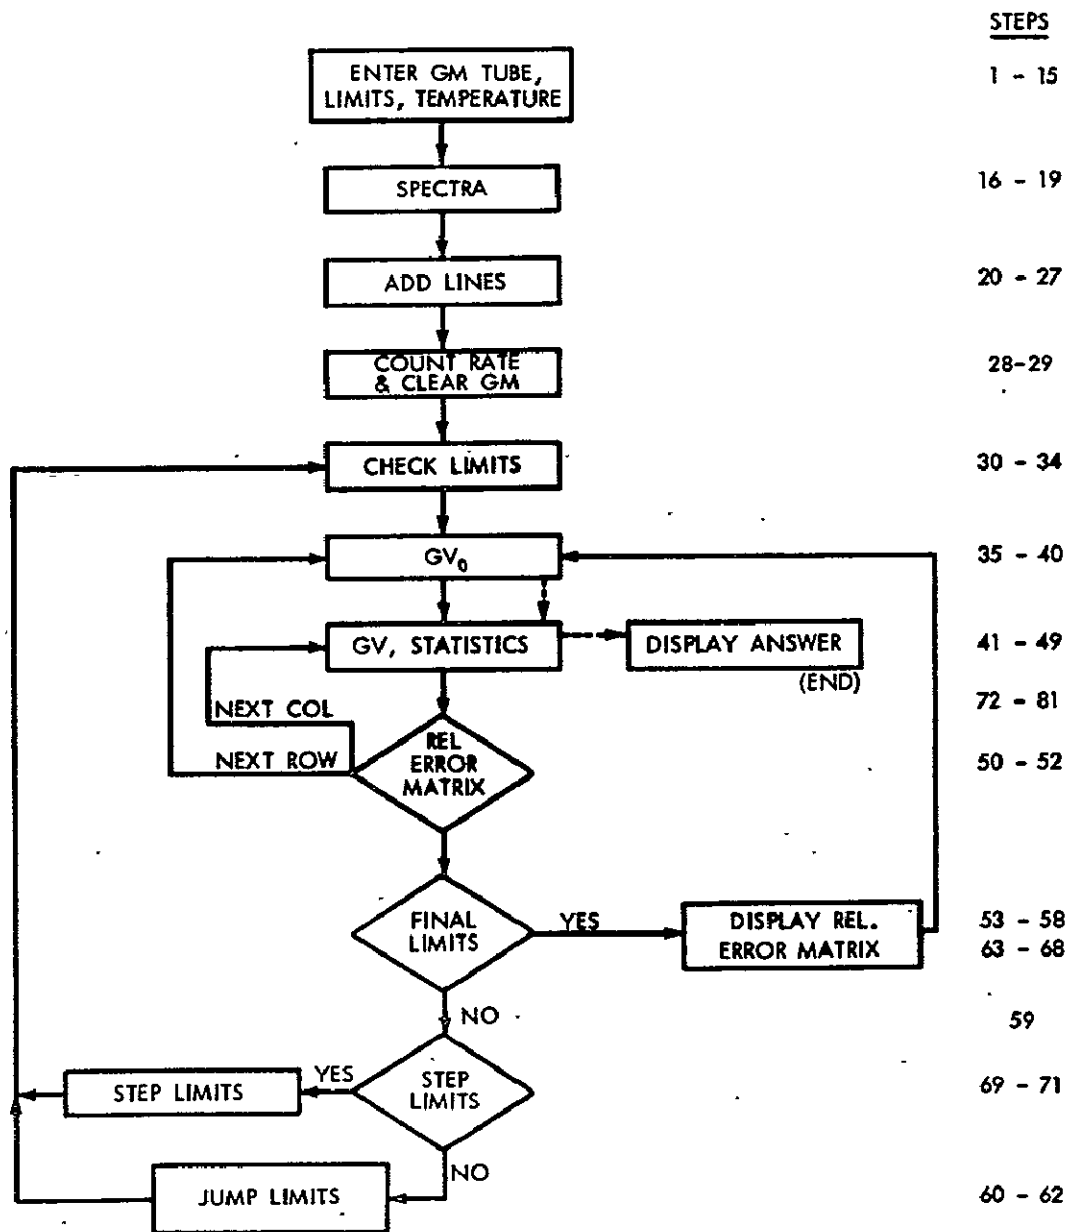 STEPS
ENTER GM TUBE,
LIMITS, TEMPERATURE
1 - 15
SPECTRA
16 - 19
ADD LINES
20 - 27
COUNT RATE
& CLEAR GM
28-29
CHECK LIMITS
30 - 34
GV₀
35 - 40
GV, STATISTICS
DISPLAY ANSWER
41 - 49
(END)
72 - 81
NEXT COL
NEXT ROW
REL
ERROR
MATRIX
50 - 52
FINAL
LIMITS
YES
DISPLAY REL.
ERROR MATRIX
53 - 58
63 - 68
NO
59
STEP LIMITS
YES
STEP
LIMITS
69 - 71
NO
JUMP LIMITS
60 - 62